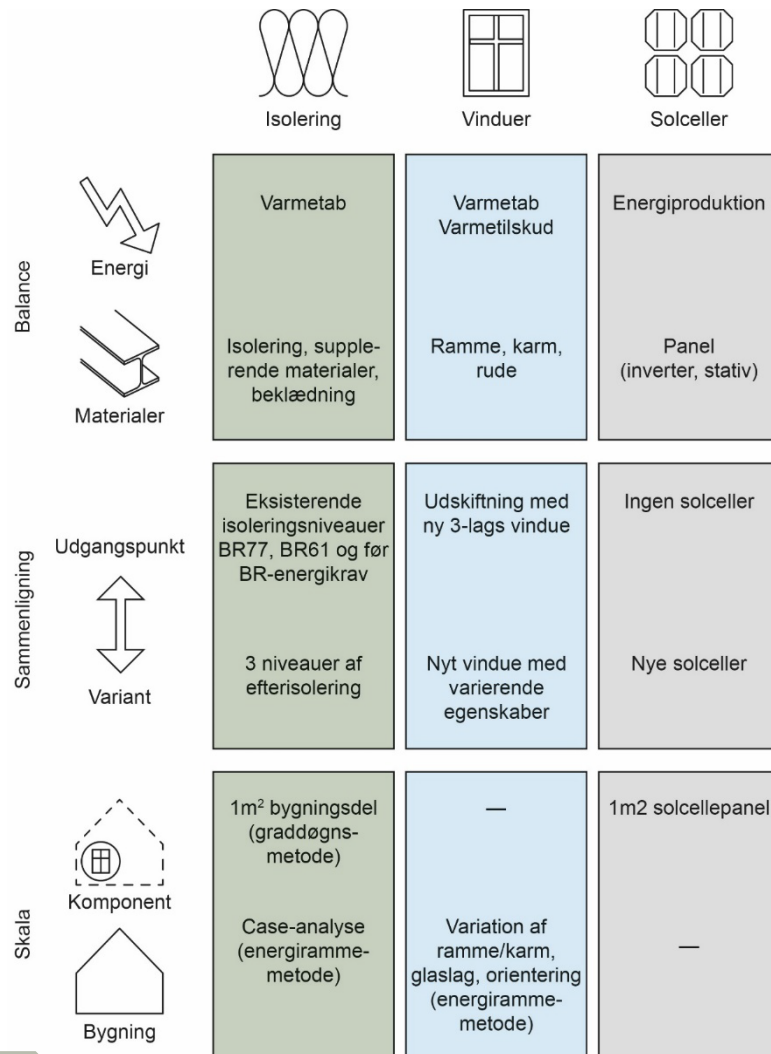 Isolering
Vinduer
Solceller
Balance
Energi
Varmetab
Varmetab
Varmetilskud
Energiproduktion
Materialer
Isolering, supple-
rende materialer,
beklædning
Ramme, karm,
rude
Panel
(inverter, stativ)
Sammenligning
Udgangspunkt
Eksisterende
isoleringsniveauer
BR77, BR61 og før
BR-energikrav
Udskiftning med
ny 3-lags vindue
Ingen solceller
Variant
3 niveauer af
efterisolering
Nyt vindue med
varierende
egenskaber
Nye solceller
Skala
Komponent
1m² bygningsdel
(graddøgns-
metode)
—
1m2 solcellepanel
Bygning
Case-analyse
(energiramme-
metode)
Variation af
ramme/karm,
glaslag, orientering
(energiramme-
metode)
—